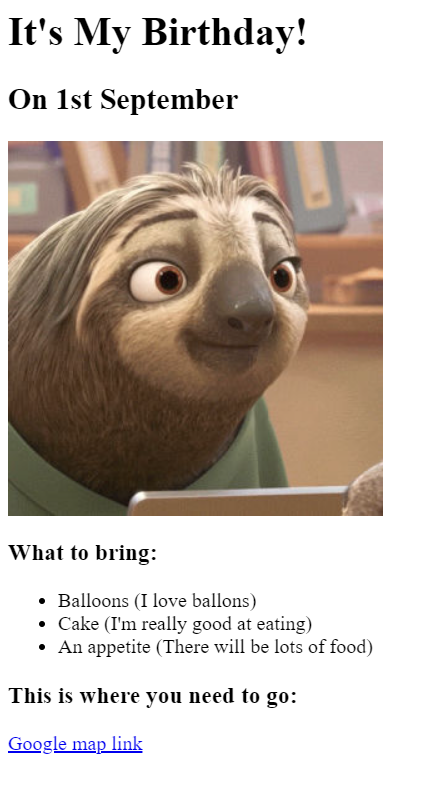 It's My Birthday!
On 1st September
What to bring:
Balloons (I love ballons)
Cake (I'm really good at eating)
An appetite (There will be lots of food)
This is where you need to go:
Google map link